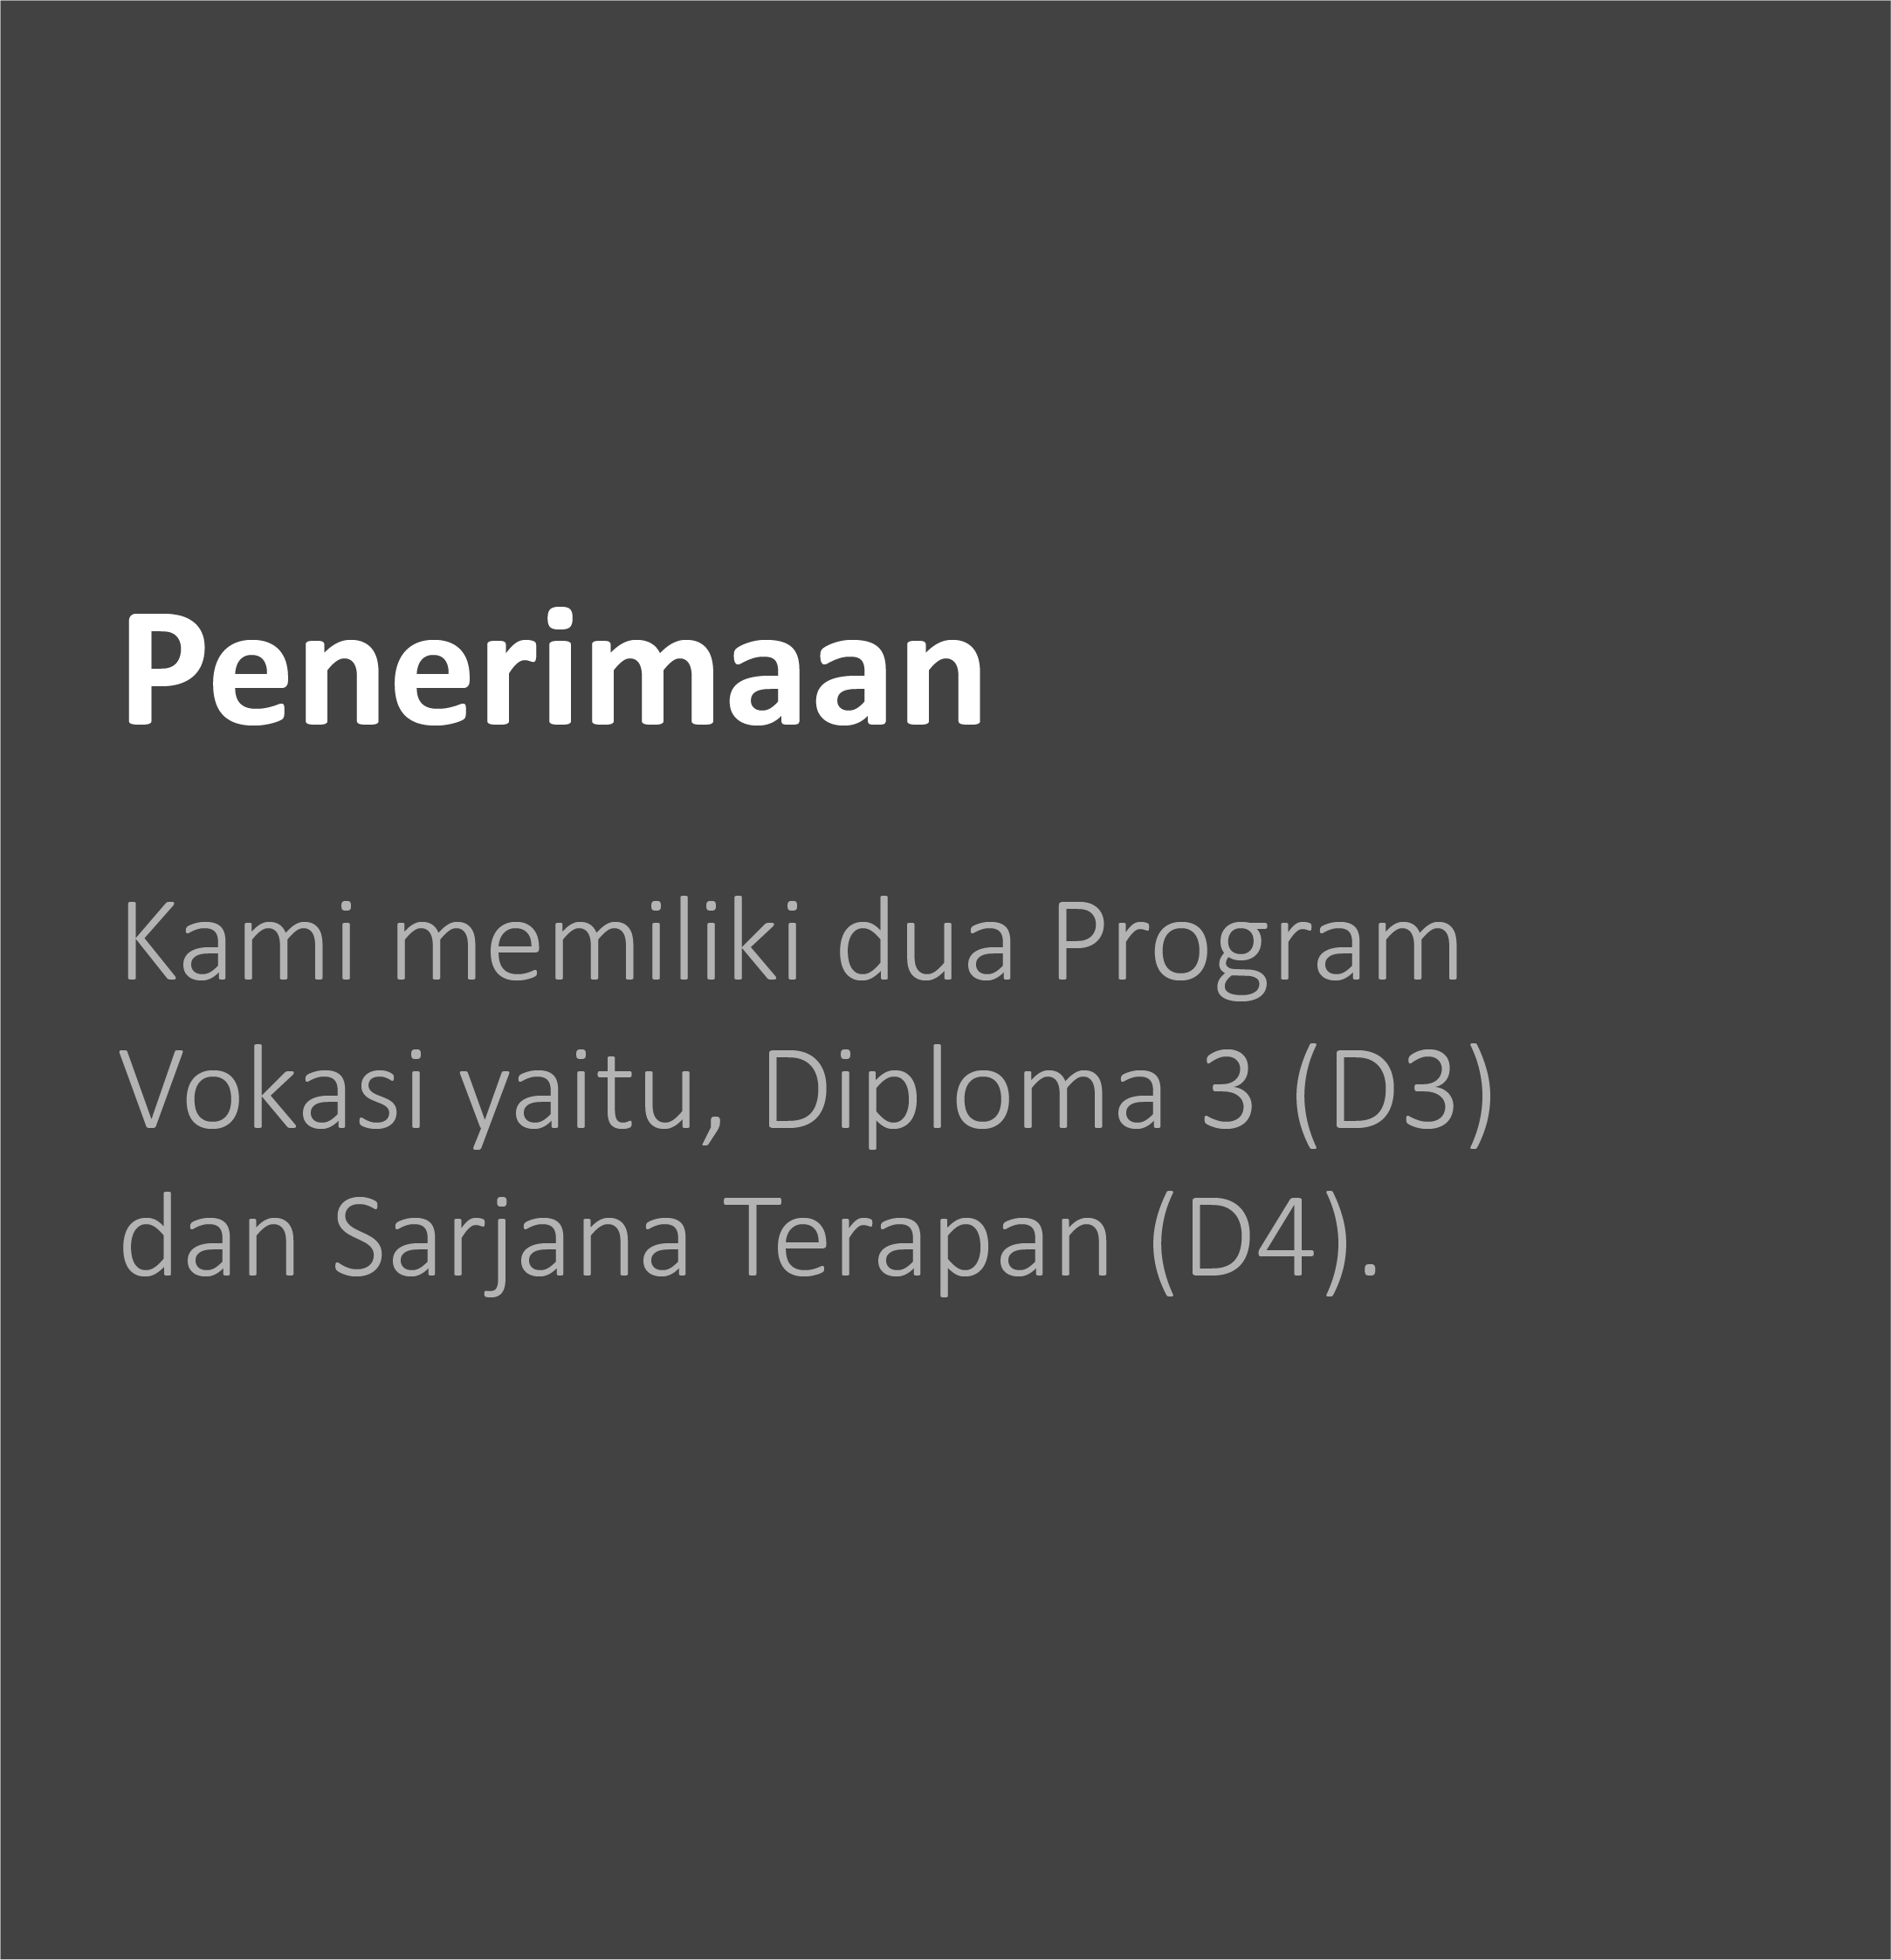 Penerimaan
Kami memiliki dua Program
Vokasi yaitu, Diploma 3 (D3)
dan Sarjana Terapan (D4).